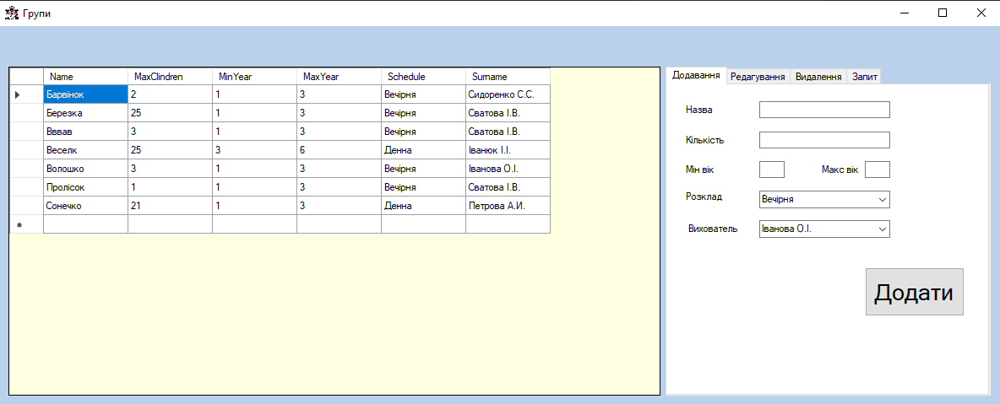 Групи
Name MaxClindren MinYear MaxYear Schedule Surname
Барвінок 2 1 3 Вечірня Сидоренко С.С.
Березка 25 1 3 Вечірня Сватова І.В.
Вввав 3 1 3 Вечірня Сватова І.В.
Веселк 25 3 6 Денна Іванюк І.І.
Волошко 3 1 3 Вечірня Іванова О.І.
Пролісок 1 1 3 Вечірня Сватова І.В.
Сонечко 21 1 3 Денна Петрова А.И.
Додавання Редагування Видалення Запит
Назва
Кількість
Мін вік Макс вік
Розклад Вечірня
Вихователь Іванова О.І.
Додати